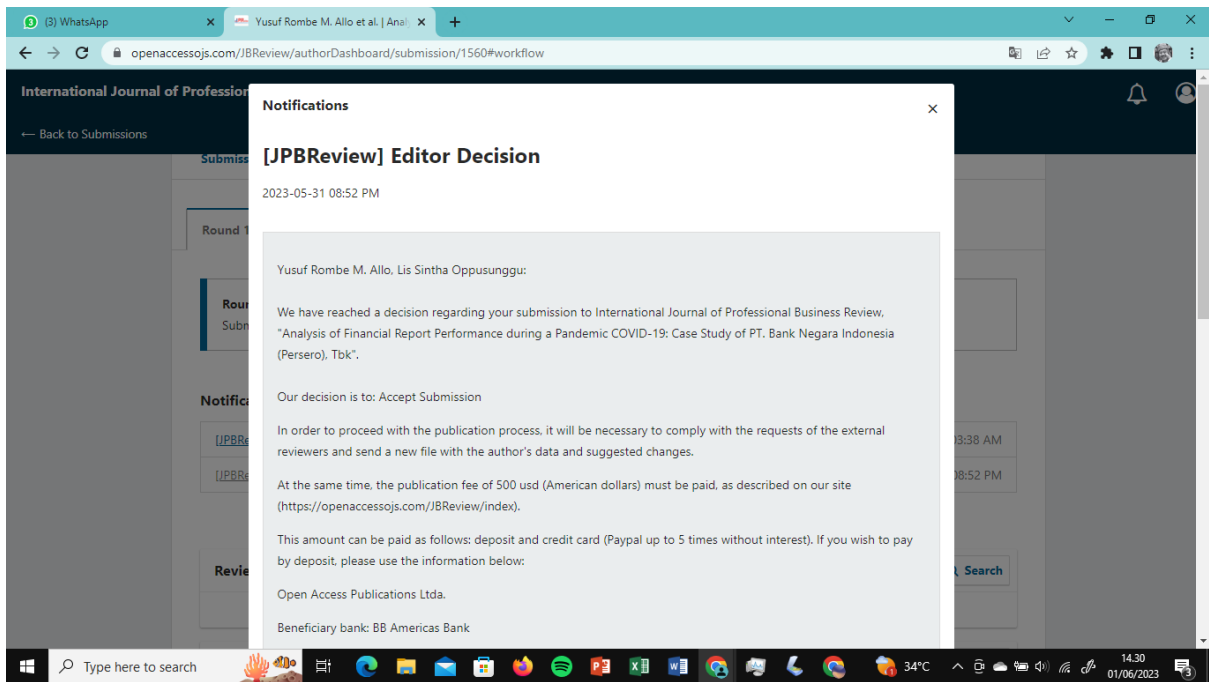 (3) WhatsApp
Yusuf Rombe M. Allo et al. | Anal
openaccessojs.com/JBReview/authorDashboard/submission/1560#workflow
International Journal of Profession
← Back to Submissions
Submiss
Notifications
[JPBReview] Editor Decision
2023-05-31 08:52 PM
Round 1
Yusuf Rombe M. Allo, Lis Sintha Oppusunggu:
Roun
Subm
We have reached a decision regarding your submission to International Journal of Professional Business Review,
"Analysis of Financial Report Performance during a Pandemic COVID-19: Case Study of PT. Bank Negara Indonesia
(Persero), Tbk".
Our decision is to: Accept Submission
Notifica
In order to proceed with the publication process, it will be necessary to comply with the requests of the external
reviewers and send a new file with the author's data and suggested changes.
[JPBRe
03:38 AM
[JPBRe
08:52 PM
At the same time, the publication fee of 500 usd (American dollars) must be paid, as described on our site
(https://openaccessojs.com/JBReview/index).
This amount can be paid as follows: deposit and credit card (Paypal up to 5 times without interest). If you wish to pay
by deposit, please use the information below:
Revie
Search
Open Access Publications Ltda.
Beneficiary bank: BB Americas Bank
Type here to search
34°C
14.30
01/06/2023
3